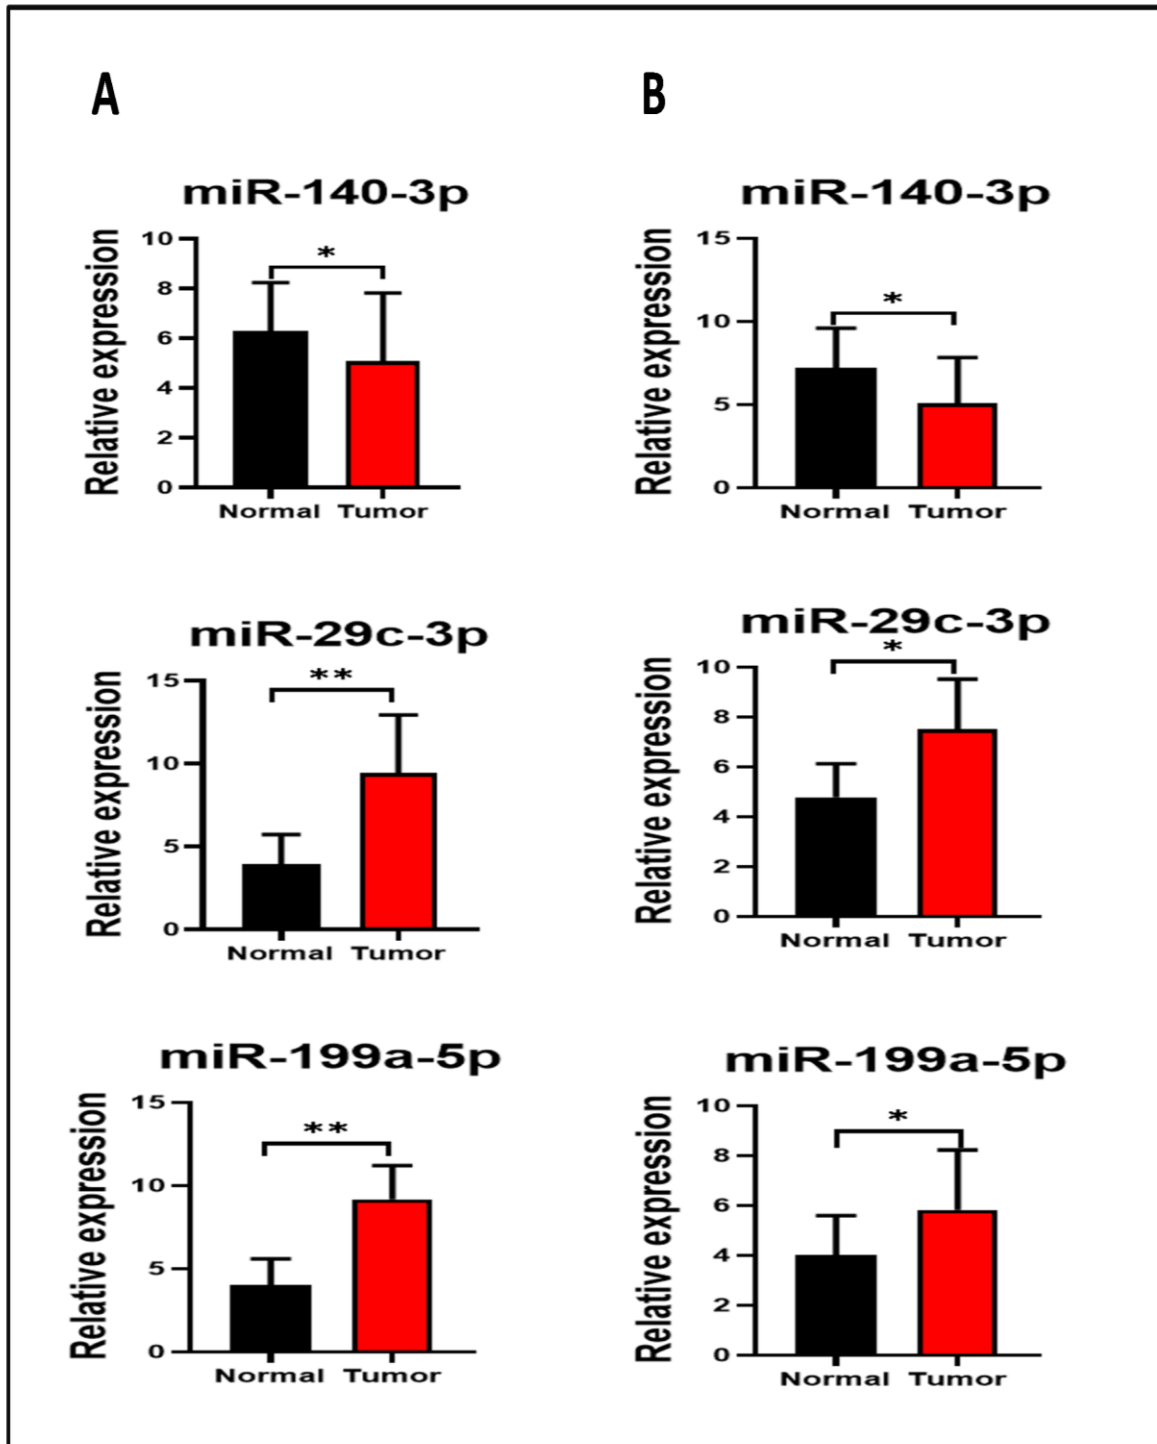 A
miR-140-3p
Relative expression
10
8
6
4
2
0
*
Normal Tumor
miR-29c-3p
Relative expression
15
10
5
0
**
Normal Tumor
miR-199a-5p
Relative expression
15
10
5
0
**
Normal Tumor
B
miR-140-3p
Relative expression
15
10
5
0
*
Normal Tumor
miR-29c-3p
Relative expression
10
8
6
4
2
0
*
Normal Tumor
miR-199a-5p
Relative expression
10
8
6
4
2
0
*
Normal Tumor